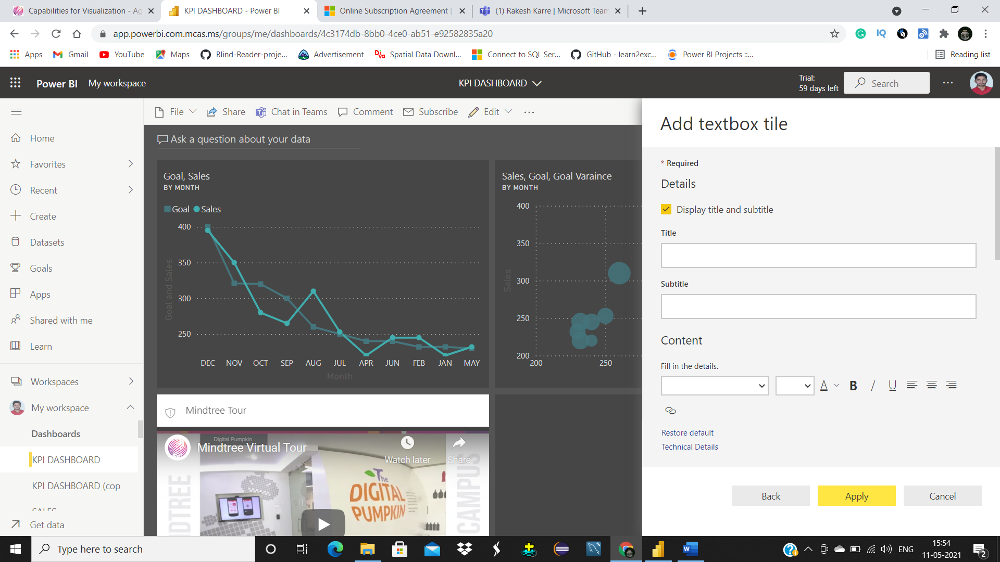 Capabilities for Visualization - Ag
KPI DASHBOARD - Power BI
Online Subscription Agreement |
(1) Rakesh Karre | Microsoft Team
app.powerbi.com.mcas.ms/groups/me/dashboards/4c3174db-8bb0-4ce0-ab51-e92582835a20
Apps
Gmail
YouTube
Maps
Blind-Reader-proje...
Advertisement
Spatial Data Downl...
Connect to SQL Ser...
GitHub - learn2exc...
Power BI Projects ::...
Reading list
Power BI
My workspace
KPI DASHBOARD
Trial:
59 days left
Search
File
Share
Chat in Teams
Comment
Subscribe
Edit
Home
Favorites
Recent
Create
Datasets
Goals
Apps
Shared with me
Learn
Workspaces
My workspace
Dashboards
KPI DASHBOARD
KPI DASHBOARD (cop
Get data
Ask a question about your data
Goal, Sales
BY MONTH
Goal Sales
400
350
300
250
Goal and Sales
DEC NOV OCT SEP AUG JUL APR JUN FEB JAN MAY
Month
Sales, Goal, Goal Varaince
BY MONTH
400
350
300
250
200
Sales
200 250
Mindtree Tour
Digital Pumpkin
Mindtree Virtual Tour
Watch later
Share
The
DIGITAL
PUMPKIN
CAMPUS
Add textbox tile
* Required
Details
Display title and subtitle
Title
Subtitle
Content
Fill in the details.
A
B
I
U
Restore default
Technical Details
Back
Apply
Cancel
Type here to search
ENG
15:54
11-05-2021
2